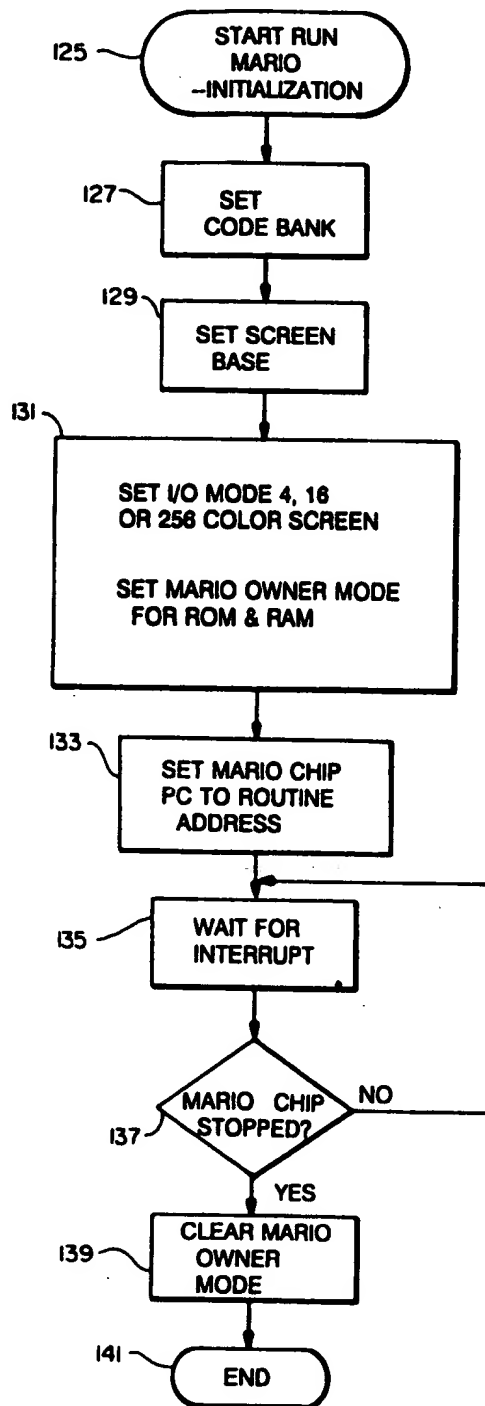 125
START RUN
MARIO
--INITIALIZATION
127
SET
CODE BANK
129
SET SCREEN
BASE
131
SET I/O MODE 4, 16
OR 256 COLOR SCREEN
SET MARIO OWNER MODE
FOR ROM & RAM
133
SET MARIO CHIP
PC TO ROUTINE
ADDRESS
135
WAIT FOR
INTERRUPT
137
MARIO CHIP
STOPPED?
NO
YES
139
CLEAR MARIO
OWNER
MODE
141
END